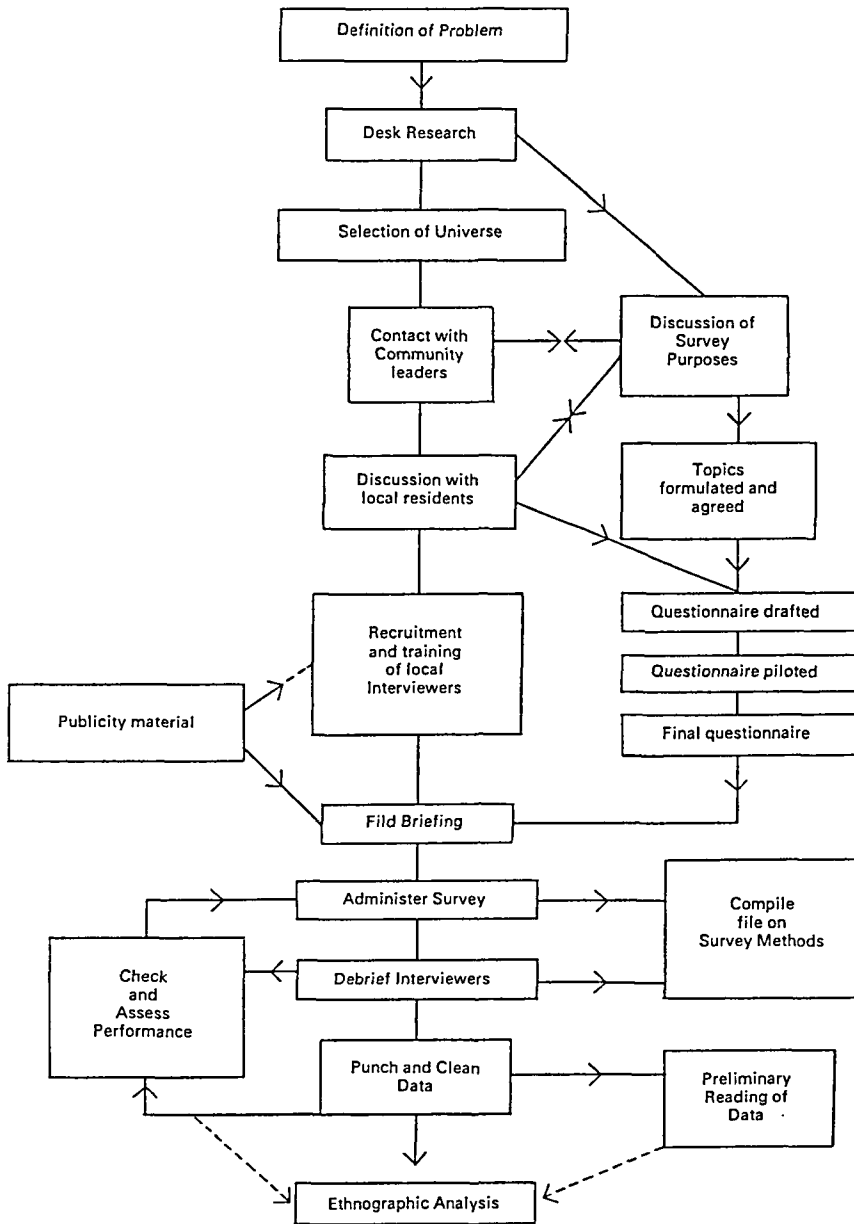 Definition of Problem
Desk Research
Selection of Universe
Contact with
Community
leaders
Discussion of
Survey
Purposes
Discussion with
local residents
Topics
formulated and
agreed
Questionnaire drafted
Recruitment
and training
of local
Interviewers
Questionnaire piloted
Publicity material
Final questionnaire
Fild Briefing
Administer Survey
Compile
file on
Survey Methods
Check
and
Assess
Performance
Debrief Interviewers
Punch and Clean
Data
Preliminary
Reading of
Data
Ethnographic Analysis